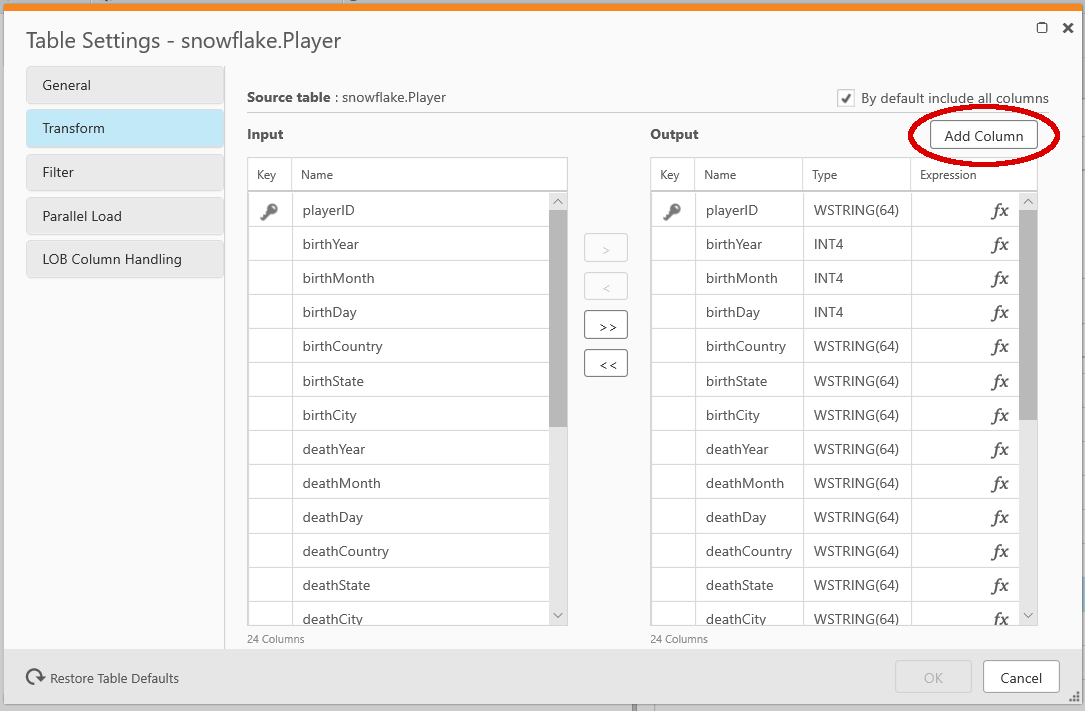 Table Settings - snowflake.Player
General
Transform
Filter
Parallel Load
LOB Column Handling
Source table : snowflake.Player
By default include all columns
Input
Key Name
playerID
birthYear
birthMonth
birthDay
birthCountry
birthState
birthCity
deathYear
deathMonth
deathDay
deathCountry
deathState
deathCity
24 Columns
>
<
>>
<<
Output
Add Column
Key Name Type Expression
playerID WSTRING(64) fx
birthYear INT4 fx
birthMonth INT4 fx
birthDay INT4 fx
birthCountry WSTRING(64) fx
birthState WSTRING(64) fx
birthCity WSTRING(64) fx
deathYear WSTRING(64) fx
deathMonth WSTRING(64) fx
deathDay WSTRING(64) fx
deathCountry WSTRING(64) fx
deathState WSTRING(64) fx
deathCity WSTRING(64) fx
24 Columns
Restore Table Defaults
OK
Cancel